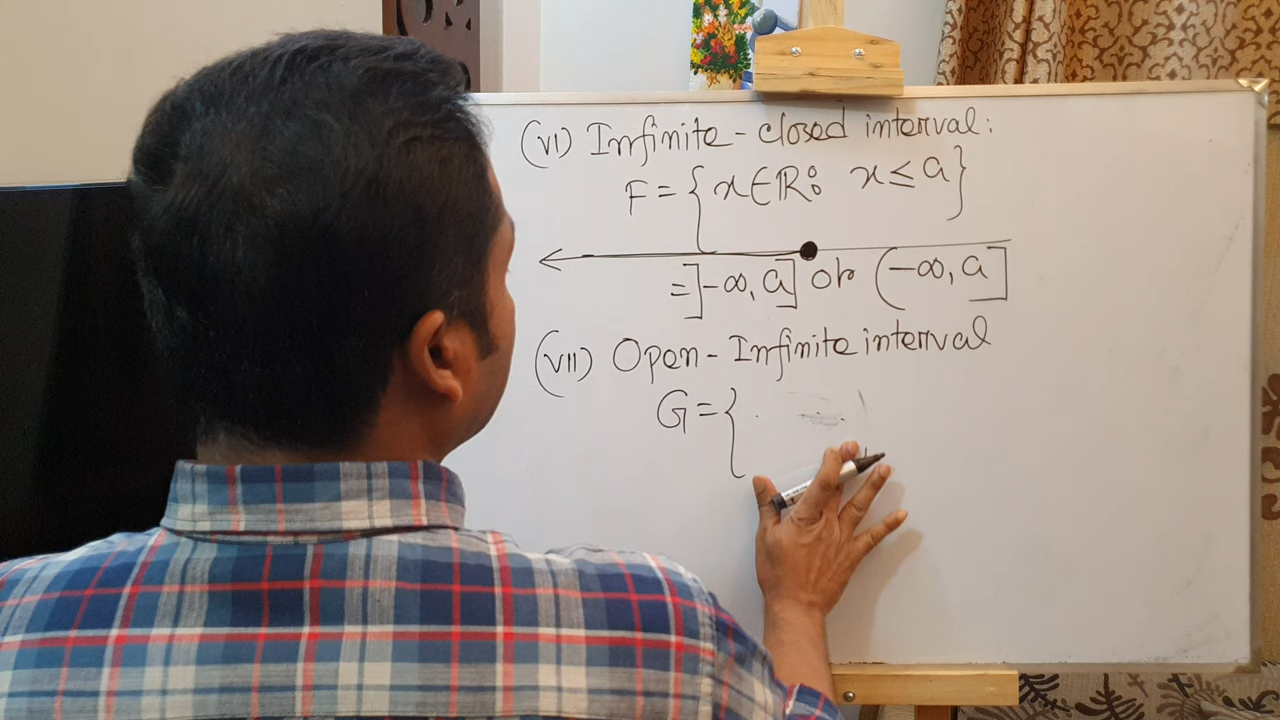 (VI) Infinite - closed interval:
F = { x ∈ ℝ : x ≤ a }
= ]-∞, a] or (-∞, a]
(VII) Open - Infinite interval
G = {